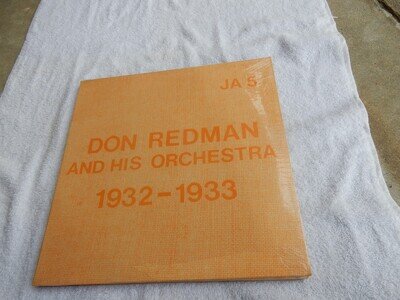 JA 5
DON REDMAN
AND HIS ORCHESTRA
1932-1933